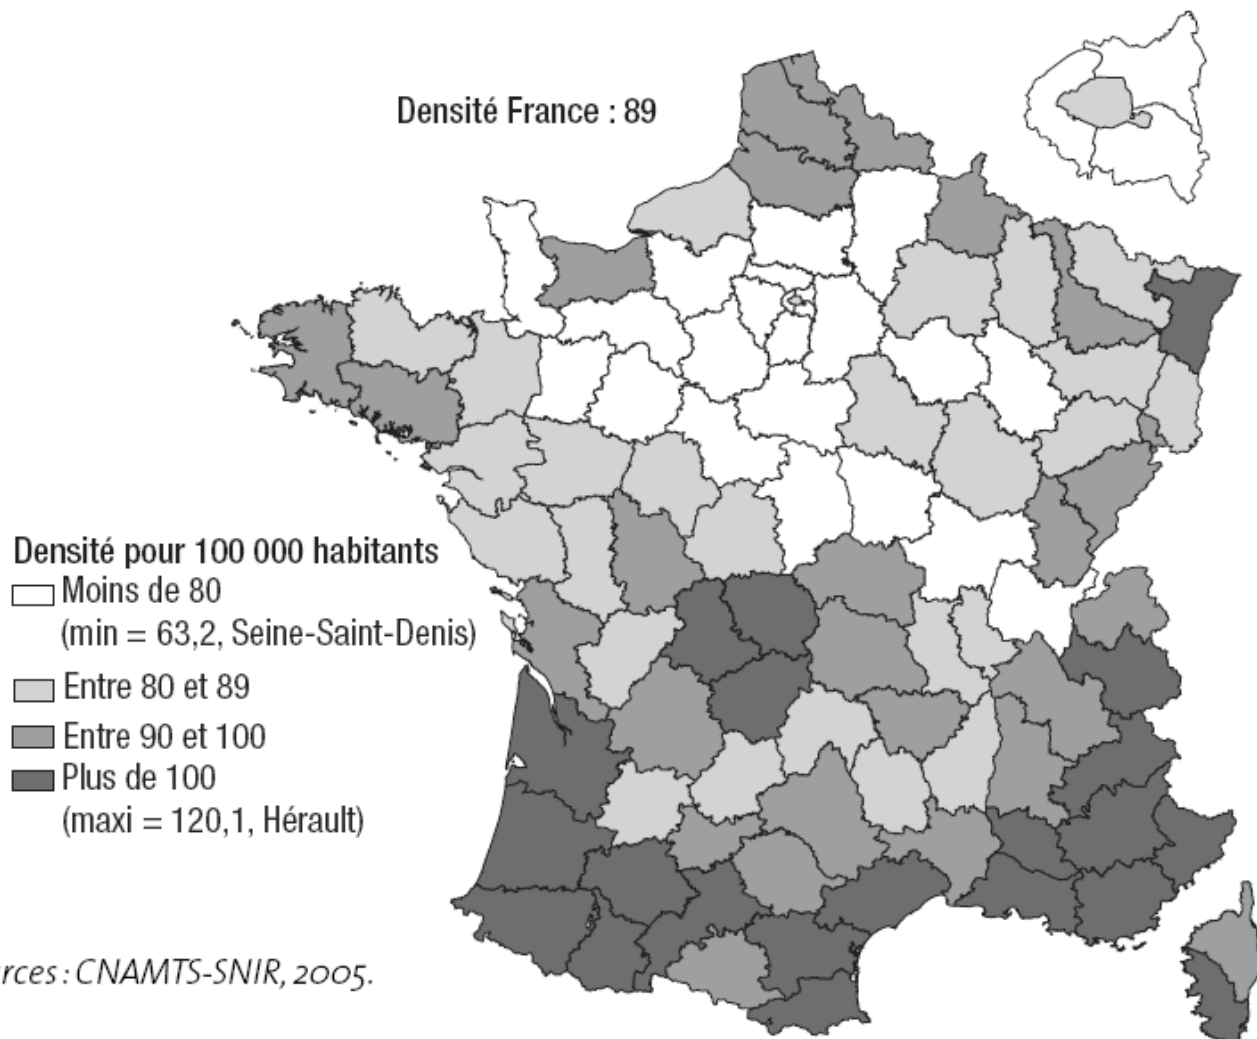 Densité France : 89
Densité pour 100 000 habitants
Moins de 80
(min = 63,2, Seine-Saint-Denis)
Entre 80 et 89
Entre 90 et 100
Plus de 100
(maxi = 120,1, Hérault)
rces : CNAMTS-SNIR, 2005.